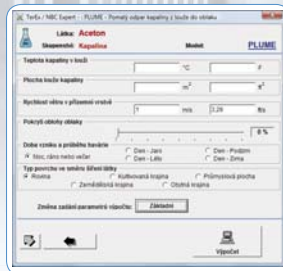 TerEx / NBC Expert - PLUME - Pomalý odpar kapaliny z louže do oblaku
Látka: Aceton
Skupenství: Kapalina Model: PLUME
Teplota kapaliny v louži
°C F
Plocha louže kapaliny
m² ft²
Rychlost větru v přízemní vrstvě
1 m/s 3,28 ft/s
Pokrytí oblohy oblaky
0 %
Doba vzniku a průběhu havárie
Noc, ráno nebo večer Den - Jaro Den - Podzim
Den - Léto Den - Zima
Typ povrchu ve směru šíření látky
Rovina Kultivovaná krajina Průmyslová plocha
Zemědělská krajina Obytná krajina
Změna zadání parametrů výpočtu: Základní
Výpočet